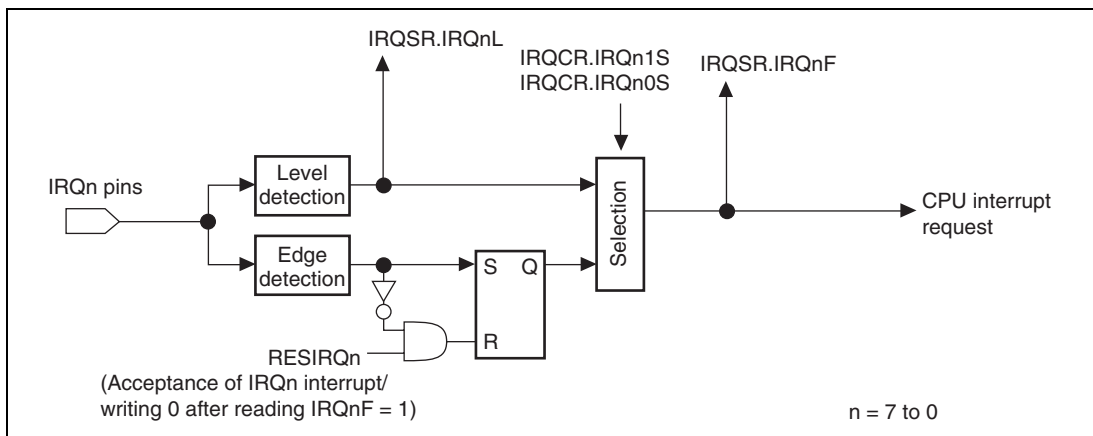 IRQSR.IRQnL
IRQCR.IRQn1S
IRQCR.IRQn0S
IRQSR.IRQnF
IRQn pins
Level
detection
Edge
detection
S Q
R
Selection
CPU interrupt
request
RESIRQn
(Acceptance of IRQn interrupt/
writing 0 after reading IRQnF = 1)
n = 7 to 0